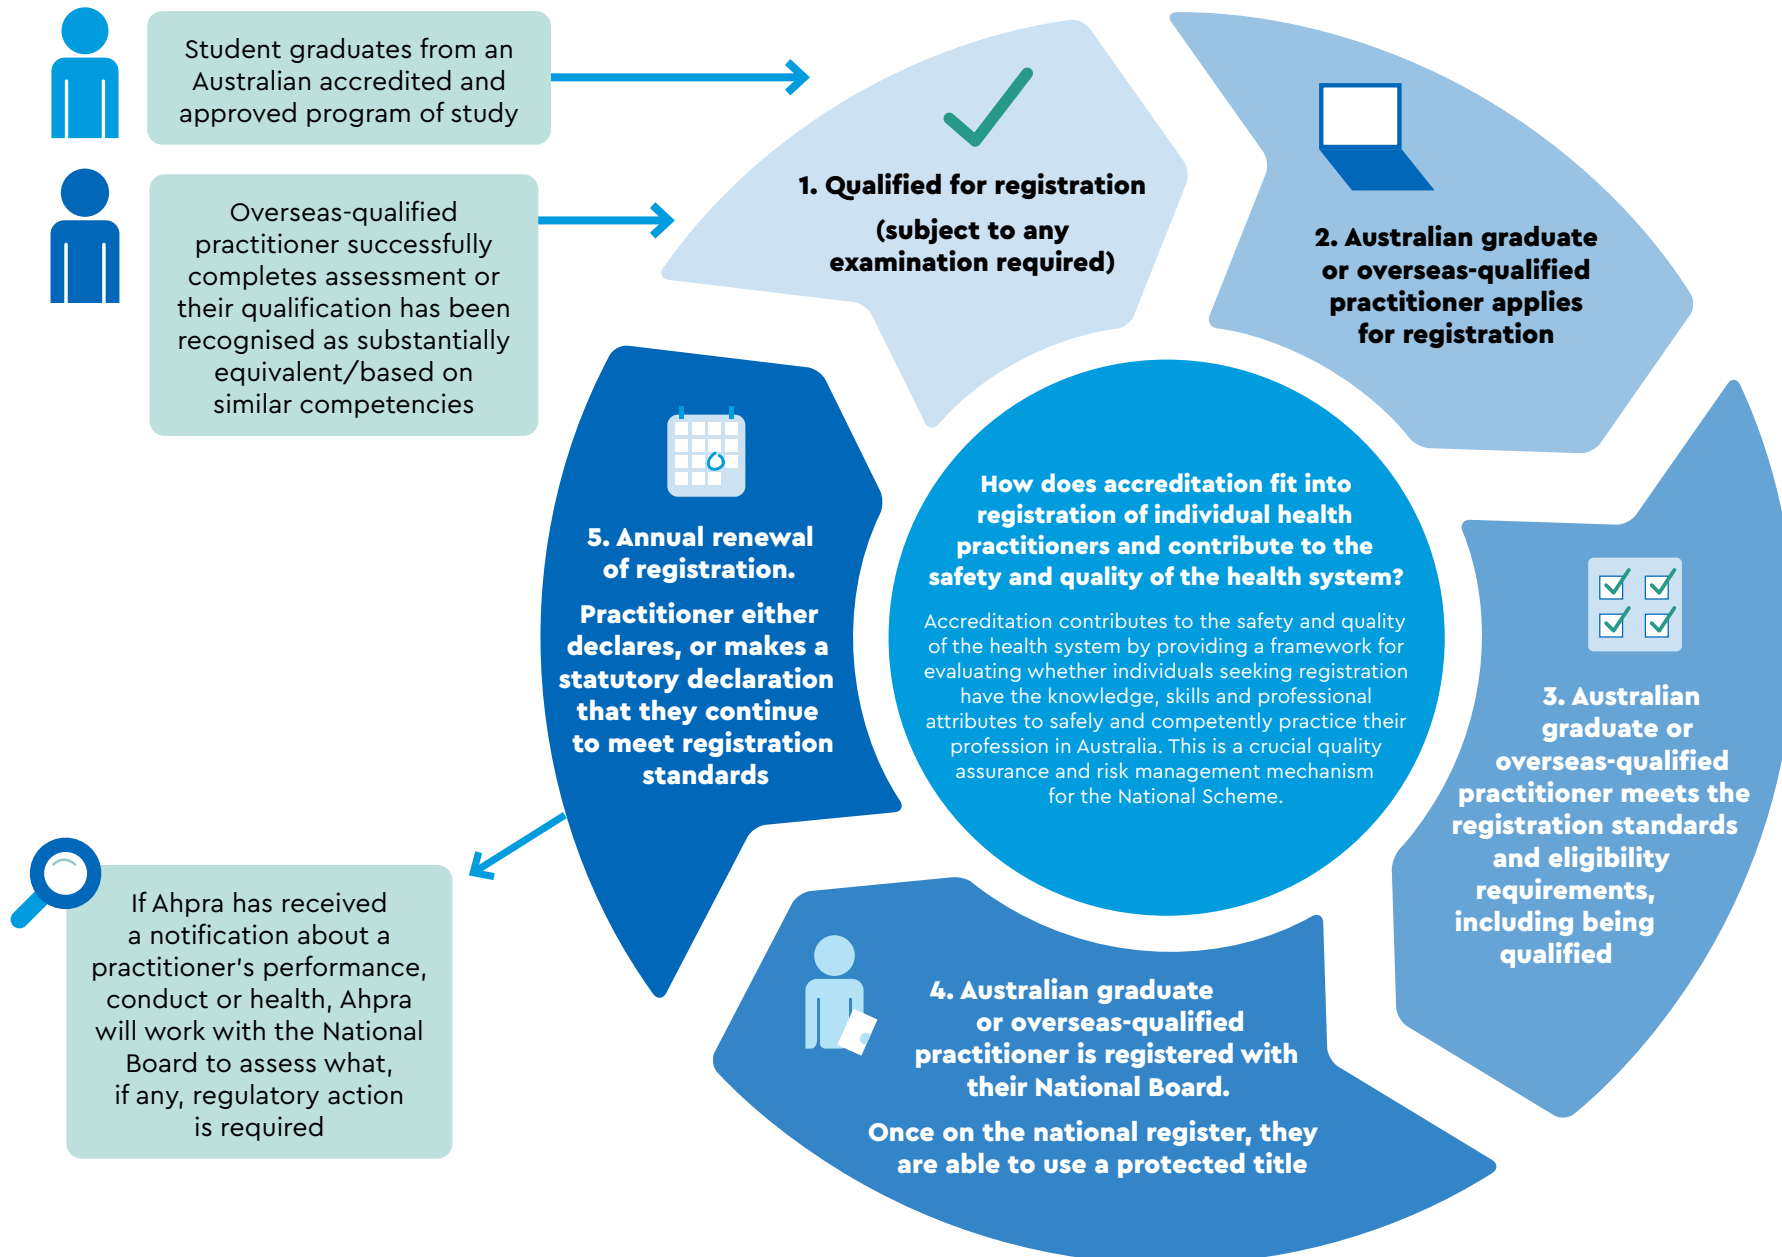 Student graduates from an
Australian accredited and
approved program of study
Overseas-qualified
practitioner successfully
completes assessment or
their qualification has been
recognised as substantially
equivalent/based on
similar competencies
1. Qualified for registration
(subject to any
examination required)
2. Australian graduate
or overseas-qualified
practitioner applies
for registration
3. Australian
graduate or
overseas-qualified
practitioner meets the
registration standards
and eligibility
requirements,
including being
qualified
4. Australian graduate
or overseas-qualified
practitioner is registered with
their National Board.
Once on the national register, they
are able to use a protected title
5. Annual renewal
of registration.
Practitioner either
declares, or makes a
statutory declaration
that they continue
to meet registration
standards
If Ahpra has received
a notification about a
practitioner's performance,
conduct or health, Ahpra
will work with the National
Board to assess what,
if any, regulatory action
is required
How does accreditation fit into
registration of individual health
practitioners and contribute to the
safety and quality of the health system?
Accreditation contributes to the safety and quality
of the health system by providing a framework for
evaluating whether individuals seeking registration
have the knowledge, skills and professional
attributes to safely and competently practice their
profession in Australia. This is a crucial quality
assurance and risk management mechanism
for the National Scheme.